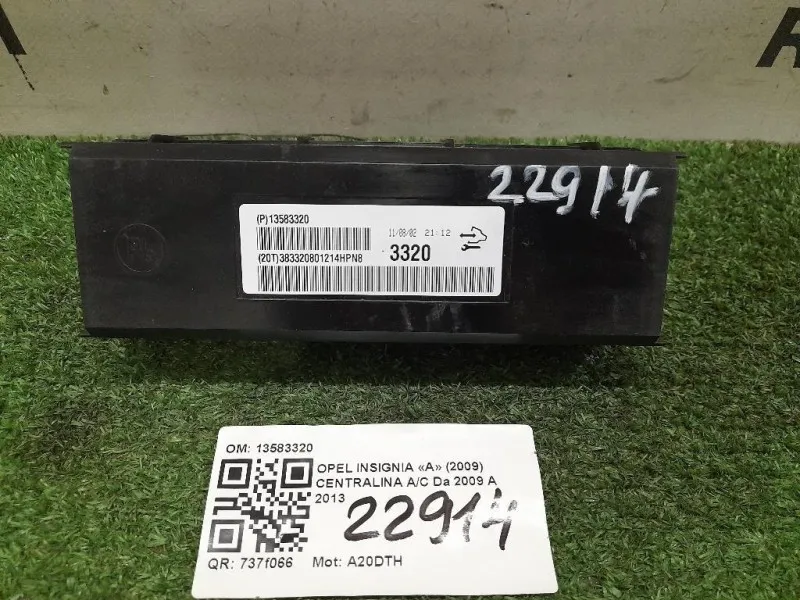 22914
(P)13583320
11/08/02 21:12
(20T)383320801214HPN8
3320
OM: 13583320
OPEL INSIGNIA «A» (2009)
CENTRALINA A/C Da 2009 A
2013
22914
QR: 737f066 Mot: A20DTH